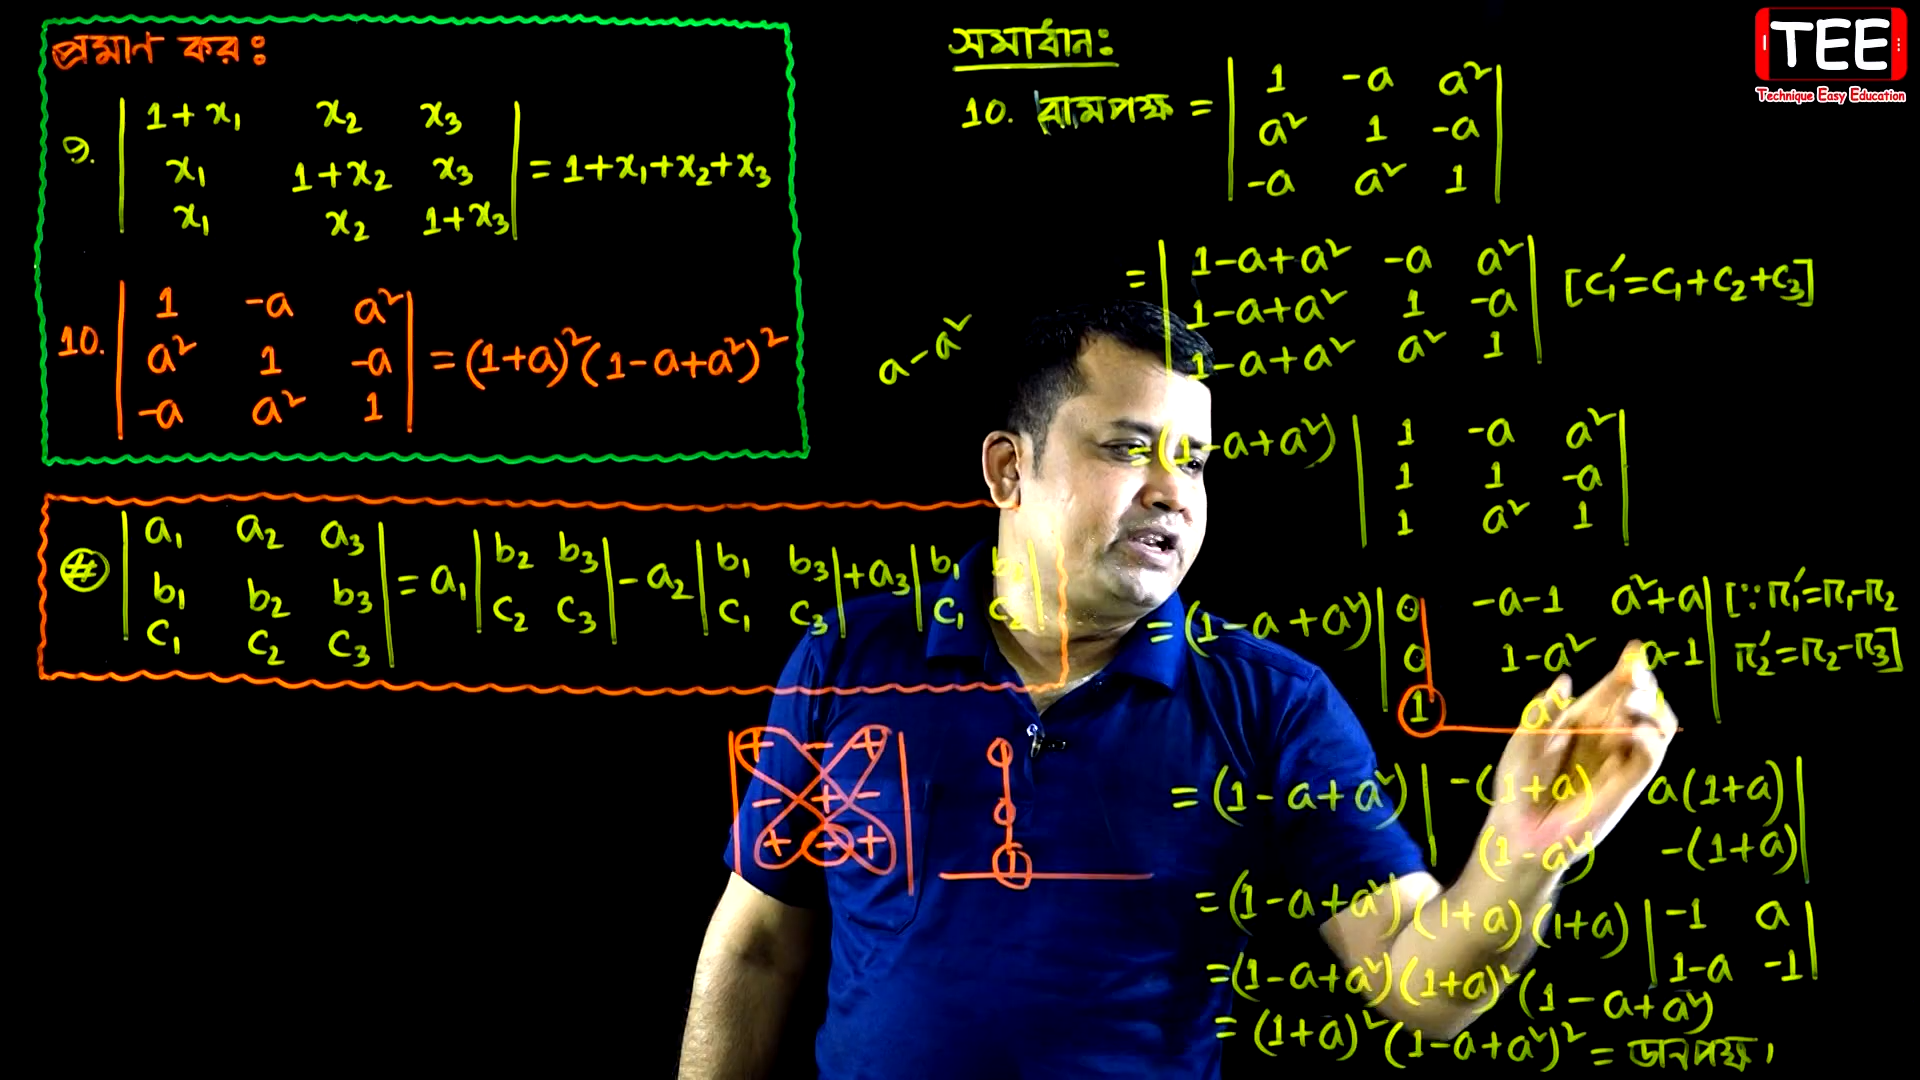 প্রমাণ কর:
9. | 1+x₁ x₂ x₃ |
| x₁ 1+x₂ x₃ | = 1+x₁+x₂+x₃
| x₁ x₂ 1+x₃ |
10. | 1 -a a² |
| a² 1 -a | = (1+a)²(1-a+a²)²
| -a a² 1 |
# | a₁ a₂ a₃ |
| b₁ b₂ b₃ | = a₁ | b₂ b₃ | - a₂ | b₁ b₃ | + a₃ | b₁ b₂ |
| c₁ c₂ c₃ | | c₂ c₃ | | c₁ c₃ | | c₁ c₂ |
a-a²
+ - +
- + -
+ - +
0
0
1
সমাধান:
10. বামপক্ষ = | 1 -a a² |
| a² 1 -a |
| -a a² 1 |
= | 1-a+a² -a a² |
| 1-a+a² 1 -a | [c₁′=c₁+c₂+c₃]
| 1-a+a² a² 1 |
= (1-a+a²) | 1 -a a² |
| 1 1 -a |
| 1 a² 1 |
= (1-a+a²) | 0 -a-1 a²+a | [∵ r₁′=r₁-r₂
| 0 1-a² -a-1 | r₂′=r₂-r₃]
| 1 a² 1 |
= (1-a+a²) | -(1+a) a(1+a) |
| (1-a²) -(1+a) |
= (1-a+a²)(1+a)(1+a) | -1 a |
| 1-a -1 |
= (1-a+a²)(1+a)²(1-a+a²)
= (1+a)²(1-a+a²)² = ডানপক্ষ।
TEE
Technique Easy Education